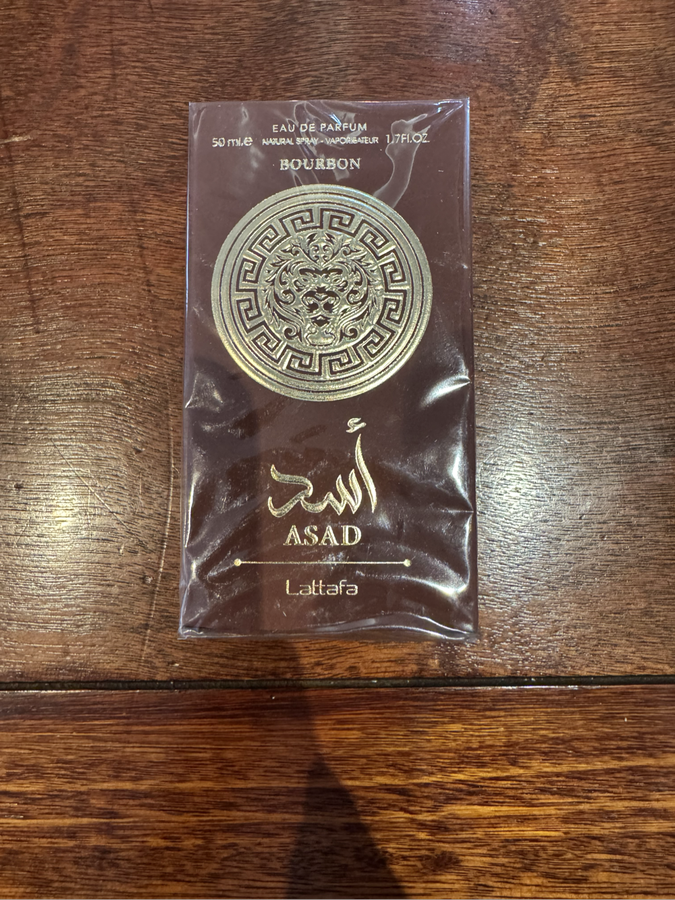 EAU DE PARFUM
50 ml.℮ NATURAL SPRAY - VAPORISATEUR 1.7Fl.OZ.
BOURBON
أسد
ASAD
Lattafa